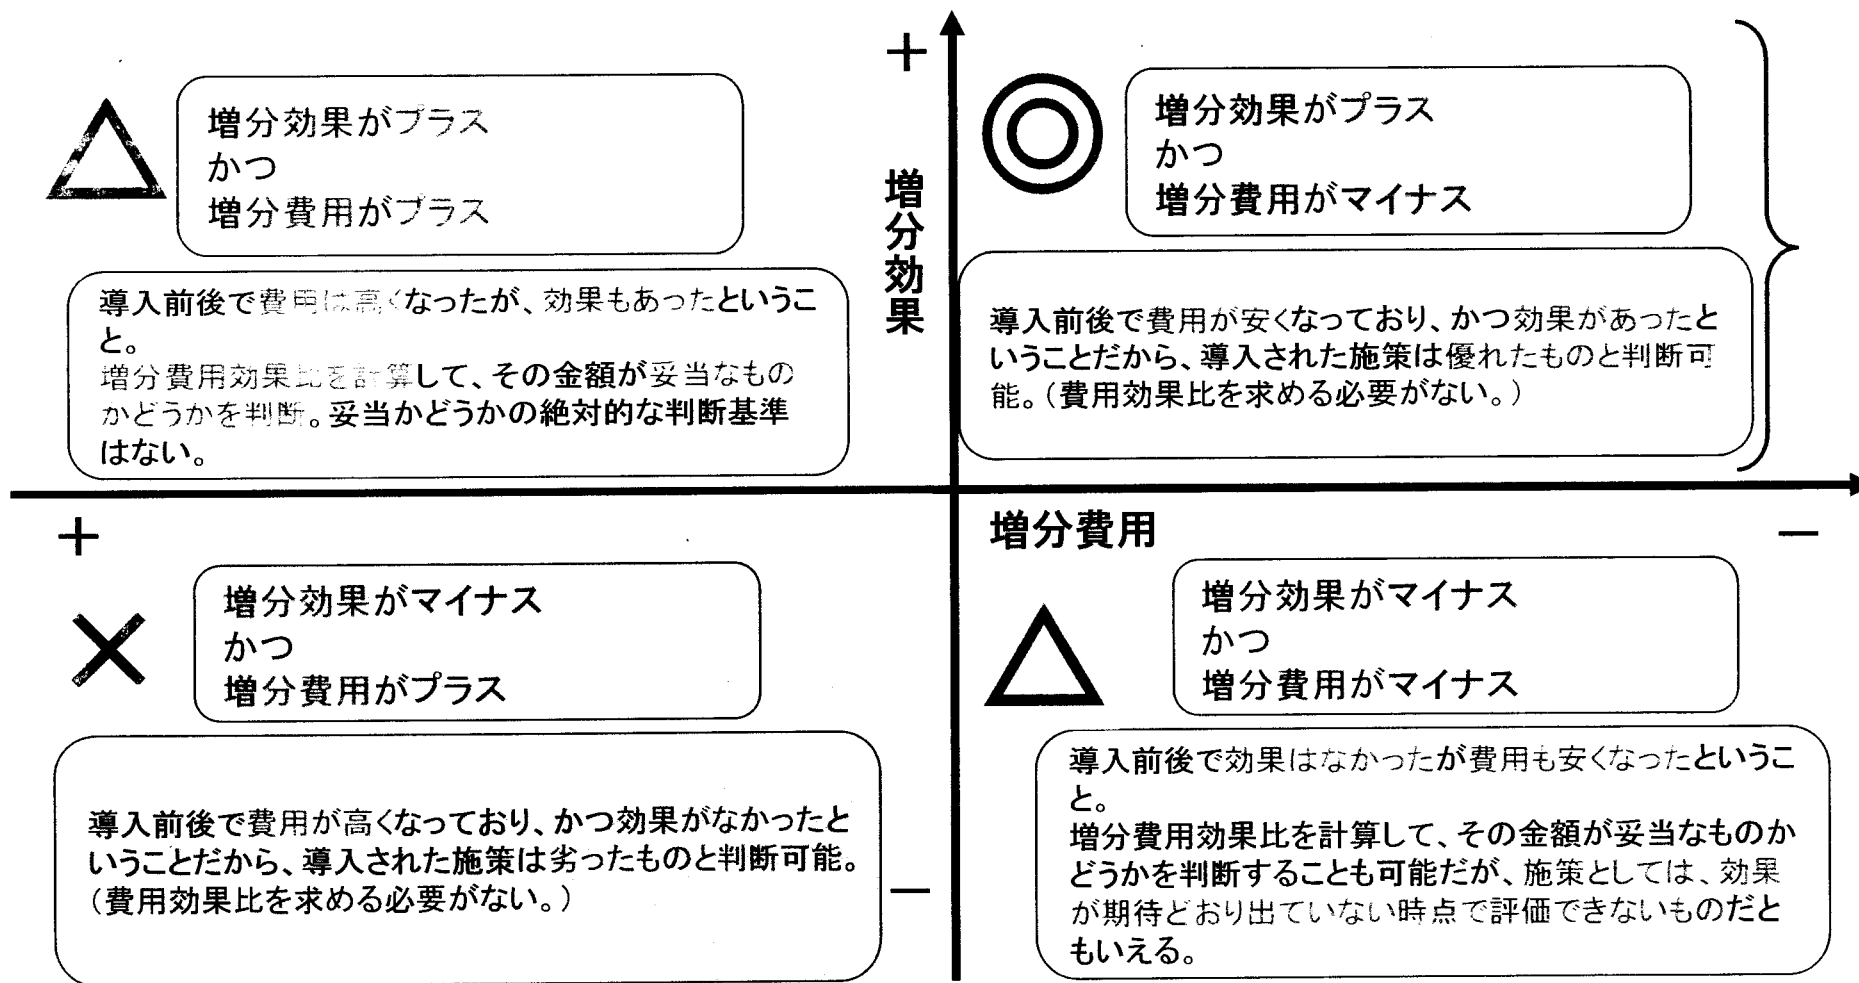 ＋
増分効果がプラス
かつ
増分費用がプラス
導入前後で費用は高くなったが、効果もあったというこ
と。
増分費用効果比を計算して、その金額が妥当なもの
かどうかを判断。妥当かどうかの絶対的な判断基準
はない。
増分効果
増分効果がプラス
かつ
増分費用がマイナス
導入前後で費用が安くなっており、かつ効果があったと
いうことだから、導入された施策は優れたものと判断可
能。（費用効果比を求める必要がない。）
＋
増分効果がマイナス
かつ
増分費用がプラス
導入前後で費用が高くなっており、かつ効果がなかったと
いうことだから、導入された施策は劣ったものと判断可能。
（費用効果比を求める必要がない。）
－
増分費用
－
増分効果がマイナス
かつ
増分費用がマイナス
導入前後で効果はなかったが費用も安くなったというこ
と。
増分費用効果比を計算して、その金額が妥当なものか
どうかを判断することも可能だが、施策としては、効果
が期待どおり出ていない時点で評価できないものだと
もいえる。